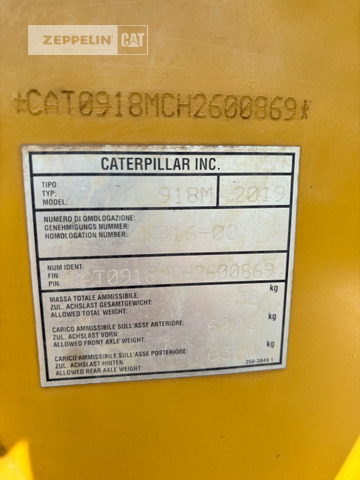 ZEPPELIN CAT
*CAT0918MCH2600869*
CATERPILLAR INC.
TIPO:
TYP:
MODEL:
918M 2019
NUMERO DI OMOLOGAZIONE:
GENEHMIGUNGS NUMMER:
HOMOLOGATION NUMBER:
NUM IDENT:
FIN:
PIN:
CAT0918MCH2600869
MASSA TOTALE AMMISSIBILE: kg
ZUL. ACHSLAST GESAMTGEWICHT:
ALLOWED TOTAL WEIGHT:
CARICO AMMISSIBILE SULL'ASSE ANTERIORE: kg
ZUL. ACHSLAST VORN:
ALLOWED FRONT AXLE WEIGHT:
CARICO AMMISSIBILE SULL'ASSE POSTERIORE: kg
ZUL. ACHSLAST HINTEN:
ALLOWED REAR AXLE WEIGHT: